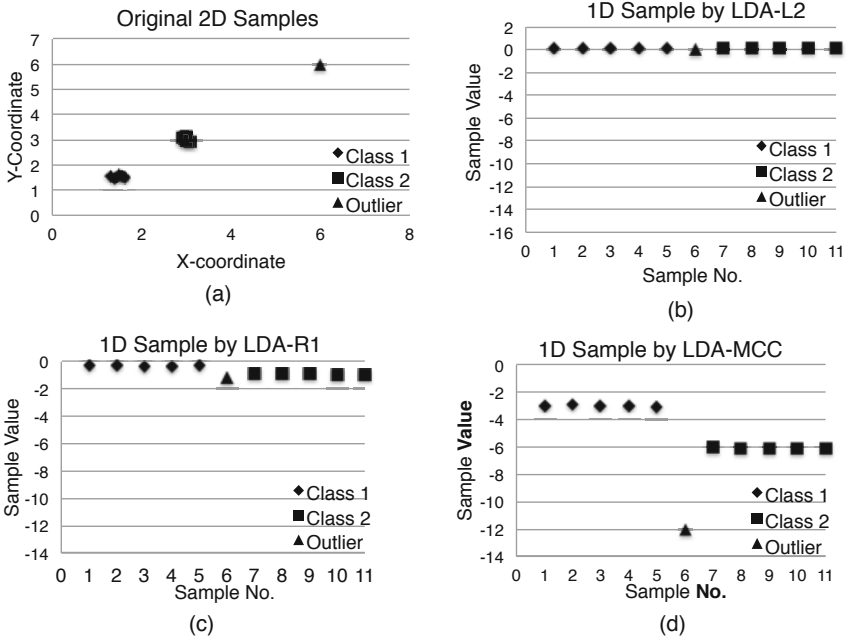 Original 2D Samples
7
6
5
4
3
2
1
0
Y-Coordinate
0 2 4 6 8
X-coordinate
Class 1
Class 2
Outlier
(a)
1D Sample by LDA-L2
2
0
-2
-4
-6
-8
-10
-12
-14
-16
Sample Value
0 1 2 3 4 5 6 7 8 9 10 11
Sample No.
Class 1
Class 2
Outlier
(b)
1D Sample by LDA-R1
0
-2
-4
-6
-8
-10
-12
-14
Sample Value
0 1 2 3 4 5 6 7 8 9 10 11
Sample No.
Class 1
Class 2
Outlier
(c)
1D Sample by LDA-MCC
0
-2
-4
-6
-8
-10
-12
-14
Sample Value
0 1 2 3 4 5 6 7 8 9 10 11
Sample No.
Class 1
Class 2
Outlier
(d)